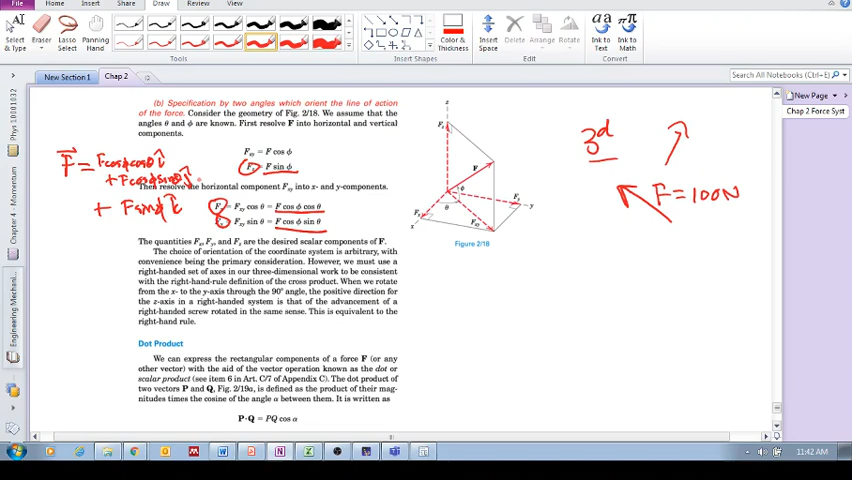 File
Home
Insert
Draw
History
Review
View
Select & Type
Eraser
Lasso Select
Panning Hand
Color & Thickness
Insert Space
Delete
Arrange
Rotate
Ink to Text
Ink to Math
Tools
Insert Shapes
Edit
Convert
New Section 1
Chap 2
Search All Notebooks (Ctrl+E)
New Page
Chap 2 Force Syst
Phys 10101032
Chapter 4 - Momentum
Engineering Mechani
(b) Specification by two angles which orient the line of action
of the force. Consider the geometry of Fig. 2/18. We assume that the
angles θ and ϕ are known. First resolve F into horizontal and vertical
components.
Fxy = F cos ϕ
Fz = F sin ϕ
Then resolve the horizontal component Fxy into x- and y-components.
Fx = Fxy cos θ = F cos ϕ cos θ
Fy = Fxy sin θ = F cos ϕ sin θ
The quantities Fx, Fy, and Fz are the desired scalar components of F.
The choice of orientation of the coordinate system is arbitrary, with
convenience being the primary consideration. However, we must use a
right-handed set of axes in our three-dimensional work to be consistent
with the right-hand-rule definition of the cross product. When we rotate
from the x- to the y-axis through the 90° angle, the positive direction for
the z-axis in a right-handed system is that of the advancement of a
right-handed screw rotated in the same sense. This is equivalent to the
right-hand rule.
Dot Product
We can express the rectangular components of a force F (or any
other vector) with the aid of the vector operation known as the dot or
scalar product (see item 6 in Art. C/7 of Appendix C). The dot product of
two vectors P and Q, Fig. 2/19a, is defined as the product of their mag-
nitudes times the cosine of the angle α between them. It is written as
P·Q = PQ cos α
z
Fz
F
ϕ
θ
Fy
y
Fx
x
Fxy
Figure 2/18
3d
F = 100N
11:42 AM